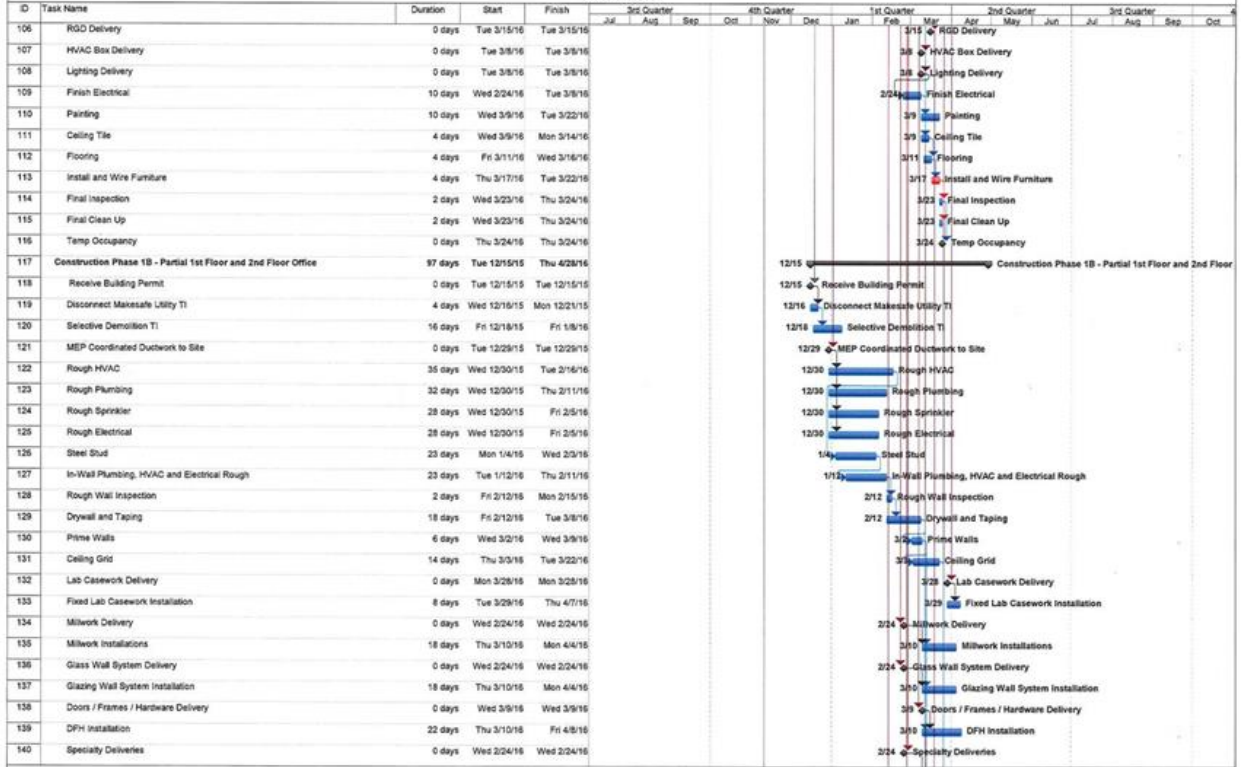 ID Task Name Duration Start Finish 3rd Quarter 4th Quarter 1st Quarter 2nd Quarter 3rd Quarter 4
Jul Aug Sep Oct Nov Dec Jan Feb Mar Apr May Jun Jul Aug Sep Oct
106 RGD Delivery 0 days Tue 3/15/16 Tue 3/15/16 3/15 RGD Delivery
107 HVAC Box Delivery 0 days Tue 3/8/16 Tue 3/8/16 3/8 HVAC Box Delivery
108 Lighting Delivery 0 days Tue 3/8/16 Tue 3/8/16 3/8 Lighting Delivery
109 Finish Electrical 10 days Wed 2/24/16 Tue 3/8/16 2/24 Finish Electrical
110 Painting 10 days Wed 3/9/16 Tue 3/22/16 3/9 Painting
111 Ceiling Tile 4 days Wed 3/9/16 Mon 3/14/16 3/9 Ceiling Tile
112 Flooring 4 days Fri 3/11/16 Wed 3/16/16 3/11 Flooring
113 Install and Wire Furniture 4 days Thu 3/17/16 Tue 3/22/16 3/17 Install and Wire Furniture
114 Final Inspection 2 days Wed 3/23/16 Thu 3/24/16 3/23 Final Inspection
115 Final Clean Up 2 days Wed 3/23/16 Thu 3/24/16 3/23 Final Clean Up
116 Temp Occupancy 0 days Thu 3/24/16 Thu 3/24/16 3/24 Temp Occupancy
117 Construction Phase 1B - Partial 1st Floor and 2nd Floor Office 97 days Tue 12/15/15 Thu 4/28/16 12/15 Construction Phase 1B - Partial 1st Floor and 2nd Floor
118 Receive Building Permit 0 days Tue 12/15/15 Tue 12/15/15 12/15 Receive Building Permit
119 Disconnect Makesafe Utility TI 4 days Wed 12/16/15 Mon 12/21/15 12/16 Disconnect Makesafe Utility TI
120 Selective Demolition TI 16 days Fri 12/18/15 Fri 1/8/16 12/18 Selective Demolition TI
121 MEP Coordinated Ductwork to Site 0 days Tue 12/29/15 Tue 12/29/15 12/29 MEP Coordinated Ductwork to Site
122 Rough HVAC 35 days Wed 12/30/15 Tue 2/16/16 12/30 Rough HVAC
123 Rough Plumbing 32 days Wed 12/30/15 Thu 2/11/16 12/30 Rough Plumbing
124 Rough Sprinkler 28 days Wed 12/30/15 Fri 2/5/16 12/30 Rough Sprinkler
125 Rough Electrical 28 days Wed 12/30/15 Fri 2/5/16 12/30 Rough Electrical
126 Steel Stud 23 days Mon 1/4/16 Wed 2/3/16 1/4 Steel Stud
127 In-Wall Plumbing, HVAC and Electrical Rough 23 days Tue 1/12/16 Thu 2/11/16 1/12 In-Wall Plumbing, HVAC and Electrical Rough
128 Rough Wall Inspection 2 days Fri 2/12/16 Mon 2/15/16 2/12 Rough Wall Inspection
129 Drywall and Taping 18 days Fri 2/12/16 Tue 3/8/16 2/12 Drywall and Taping
130 Prime Walls 6 days Wed 3/2/16 Wed 3/9/16 3/2 Prime Walls
131 Ceiling Grid 14 days Thu 3/3/16 Tue 3/22/16 3/3 Ceiling Grid
132 Lab Casework Delivery 0 days Mon 3/28/16 Mon 3/28/16 3/28 Lab Casework Delivery
133 Fixed Lab Casework Installation 8 days Tue 3/29/16 Thu 4/7/16 3/29 Fixed Lab Casework Installation
134 Millwork Delivery 0 days Wed 2/24/16 Wed 2/24/16 2/24 Millwork Delivery
135 Millwork Installations 18 days Thu 3/10/16 Mon 4/4/16 3/10 Millwork Installations
136 Glass Wall System Delivery 0 days Wed 2/24/16 Wed 2/24/16 2/24 Glass Wall System Delivery
137 Glazing Wall System Installation 18 days Thu 3/10/16 Mon 4/4/16 3/10 Glazing Wall System Installation
138 Doors / Frames / Hardware Delivery 0 days Wed 3/9/16 Wed 3/9/16 3/9 Doors / Frames / Hardware Delivery
139 DFH Installation 22 days Thu 3/10/16 Fri 4/8/16 3/10 DFH Installation
140 Specialty Deliveries 0 days Wed 2/24/16 Wed 2/24/16 2/24 Specialty Deliveries